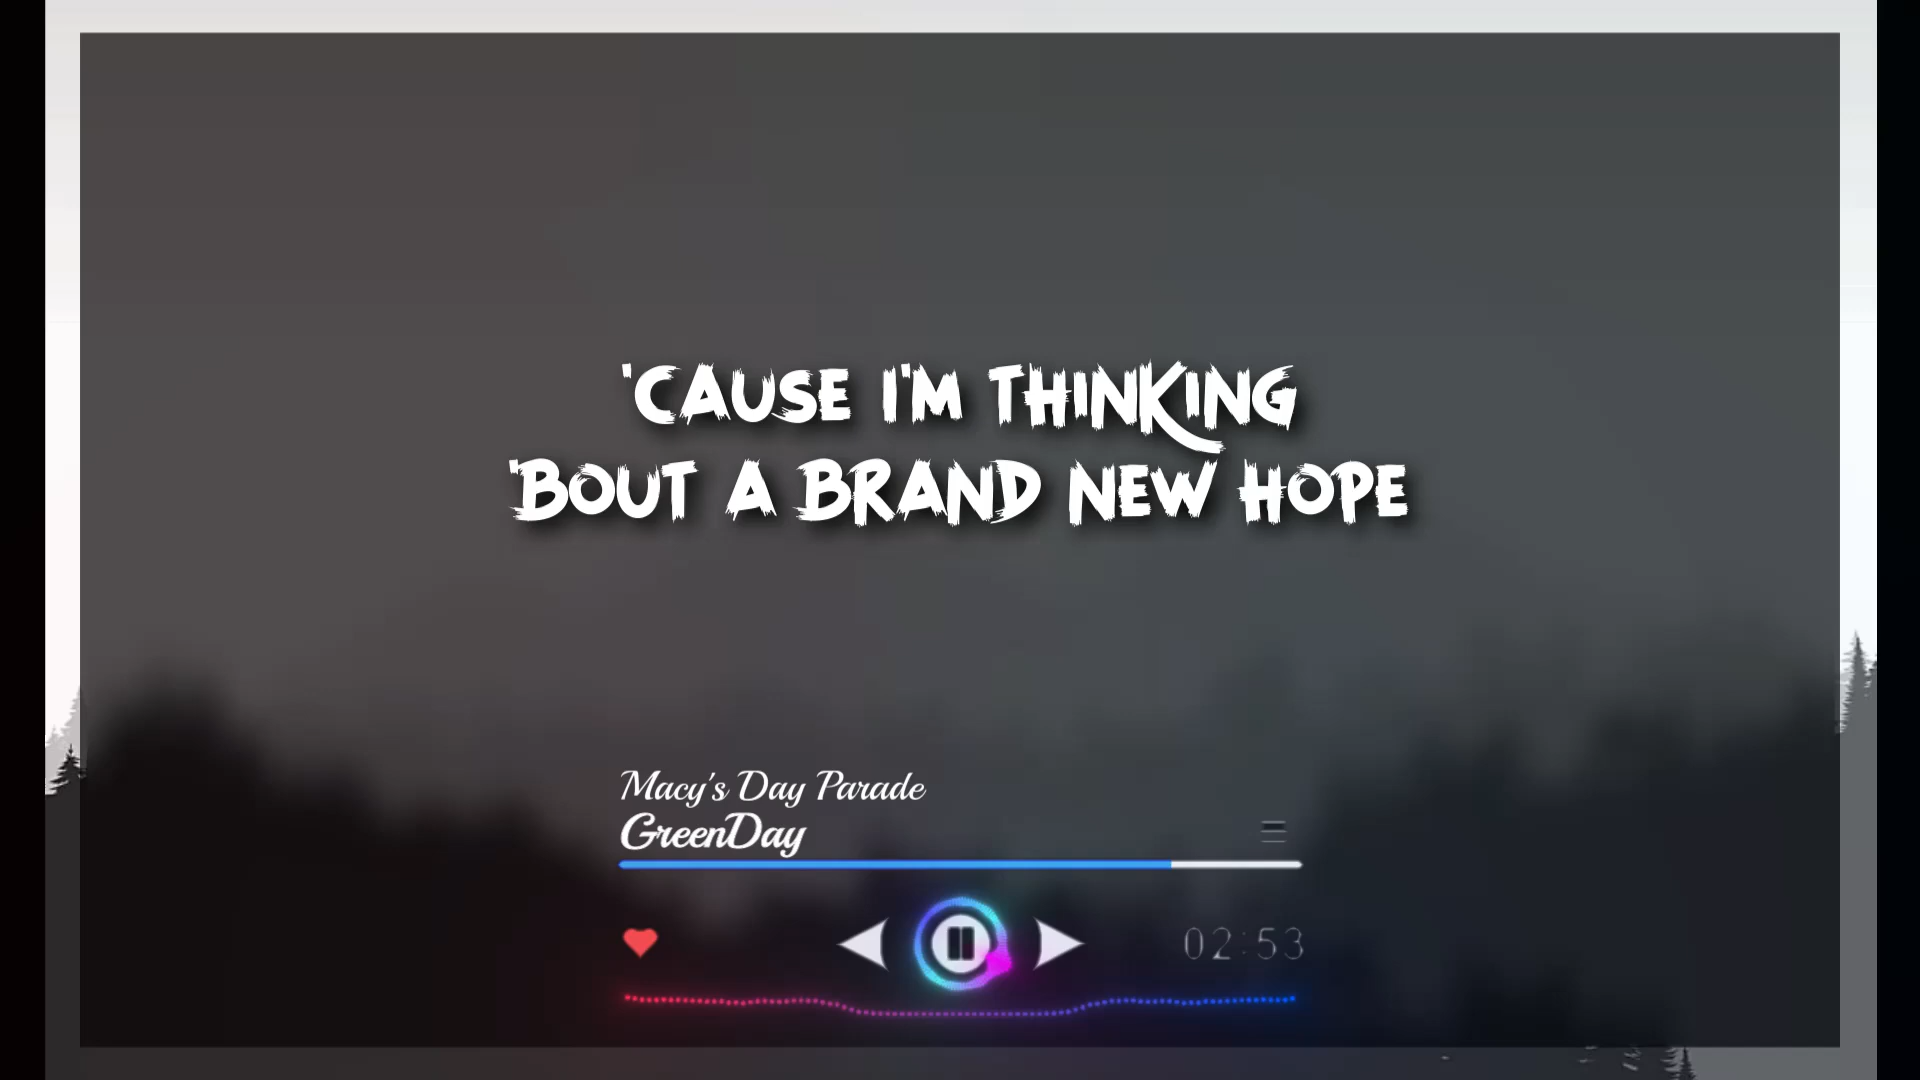 'CAUSE I'M THINKING
'BOUT A BRAND NEW HOPE
Macy's Day Parade
GreenDay
02:53